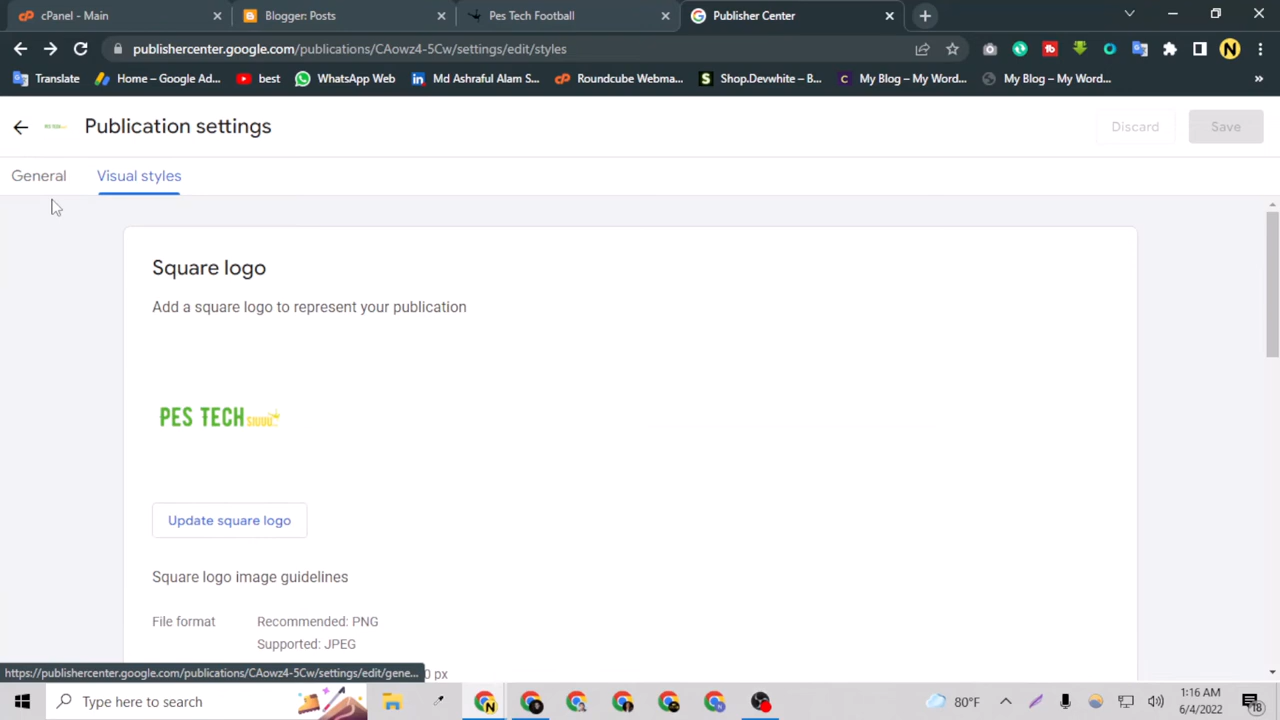 cPanel - Main
Blogger: Posts
Pes Tech Football
Publisher Center
publishercenter.google.com/publications/CAowz4-5Cw/settings/edit/styles
N
Translate
Home – Google Ad...
best
WhatsApp Web
Md Ashraful Alam S...
Roundcube Webma...
Shop.Devwhite – B...
My Blog – My Word...
My Blog – My Word...
Publication settings
Discard
Save
General
Visual styles
Square logo
Add a square logo to represent your publication
PES TECH SIUUU..
Update square logo
Square logo image guidelines
File format
Recommended: PNG
Supported: JPEG
https://publishercenter.google.com/publications/CAowz4-5Cw/settings/edit/gene...
0 px
Type here to search
80°F
1:16 AM
6/4/2022
18